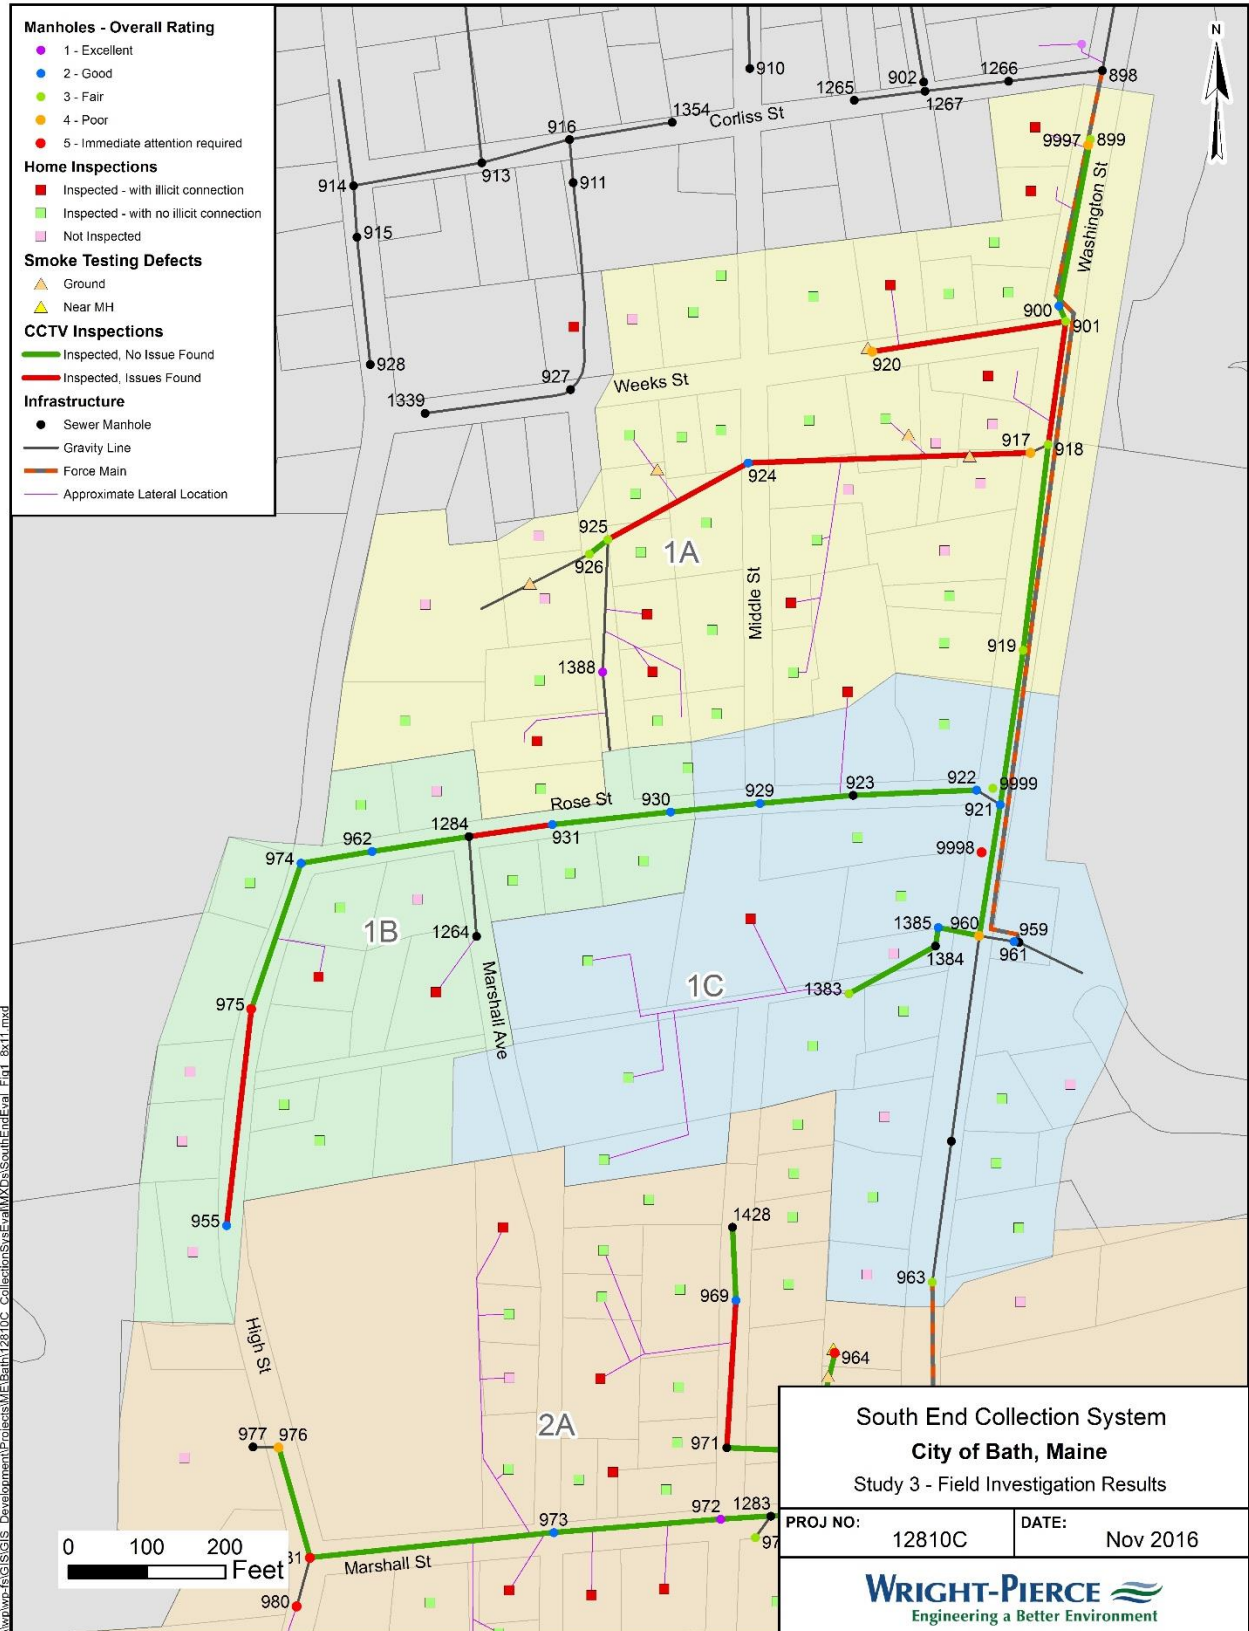 Manholes - Overall Rating
1 - Excellent
2 - Good
3 - Fair
4 - Poor
5 - Immediate attention required
Home Inspections
Inspected - with illicit connection
Inspected - with no illicit connection
Not Inspected
Smoke Testing Defects
Ground
Near MH
CCTV Inspections
Inspected, No Issue Found
Inspected, Issues Found
Infrastructure
Sewer Manhole
Gravity Line
Force Main
Approximate Lateral Location
N
910
1265
902
1266
898
1267
1354
Corliss St
916
9997
899
914
913
911
915
Washington St
900
901
928
927
920
Weeks St
1339
917
918
924
925
926
1A
Middle St
919
1388
922
9999
923
929
930
921
Rose St
931
1284
962
974
9998
1385
960
959
961
1384
1B
1264
1C
1383
975
Marshall Ave
955
1428
963
969
High St
964
2A
977
976
971
972
1283
973
97
31
Marshall St
980
0
100
200
Feet
South End Collection System
City of Bath, Maine
Study 3 - Field Investigation Results
PROJ NO:
12810C
DATE:
Nov 2016
WRIGHT-PIERCE
Engineering a Better Environment